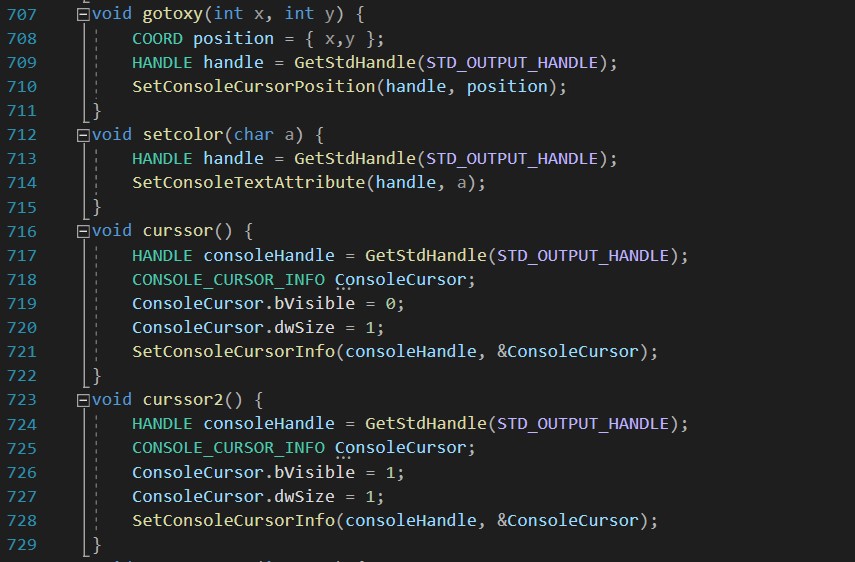 707 void gotoxy(int x, int y) {
708 COORD position = { x,y };
709 HANDLE handle = GetStdHandle(STD_OUTPUT_HANDLE);
710 SetConsoleCursorPosition(handle, position);
711 }
712 void setcolor(char a) {
713 HANDLE handle = GetStdHandle(STD_OUTPUT_HANDLE);
714 SetConsoleTextAttribute(handle, a);
715 }
716 void curssor() {
717 HANDLE consoleHandle = GetStdHandle(STD_OUTPUT_HANDLE);
718 CONSOLE_CURSOR_INFO ConsoleCursor;
719 ConsoleCursor.bVisible = 0;
720 ConsoleCursor.dwSize = 1;
721 SetConsoleCursorInfo(consoleHandle, &ConsoleCursor);
722 }
723 void curssor2() {
724 HANDLE consoleHandle = GetStdHandle(STD_OUTPUT_HANDLE);
725 CONSOLE_CURSOR_INFO ConsoleCursor;
726 ConsoleCursor.bVisible = 1;
727 ConsoleCursor.dwSize = 1;
728 SetConsoleCursorInfo(consoleHandle, &ConsoleCursor);
729 }